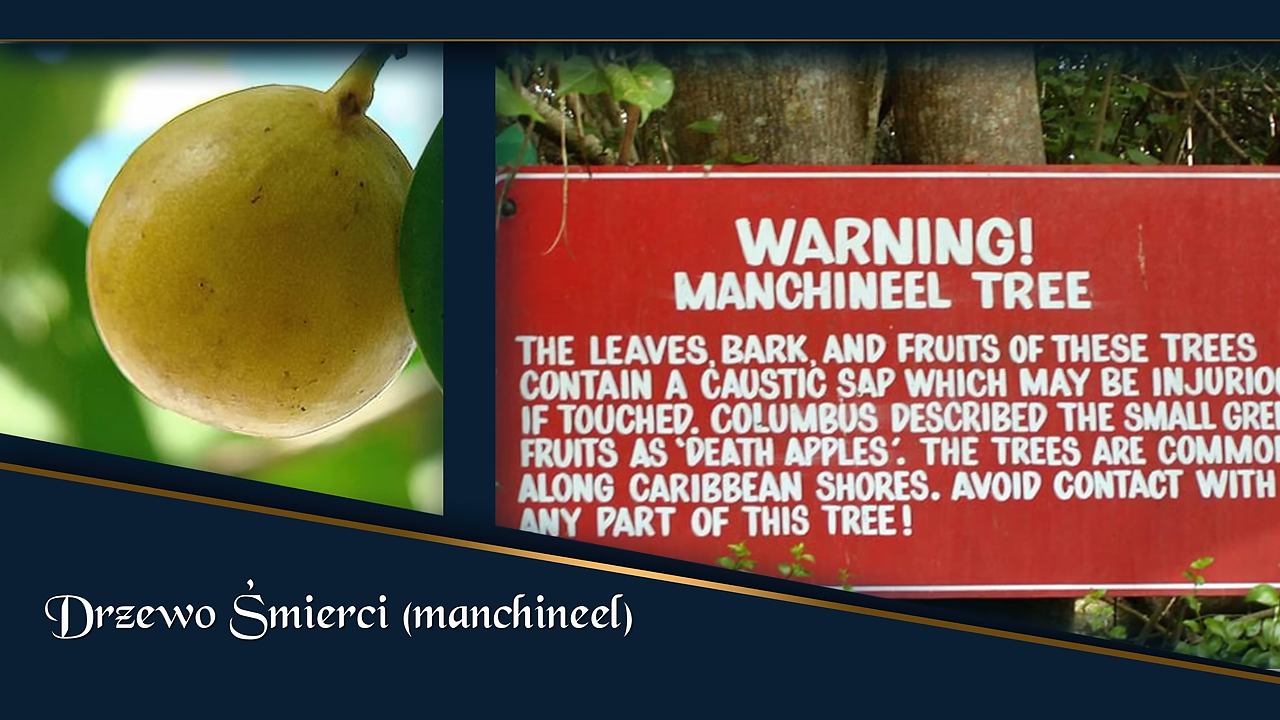 WARNING!
MANCHINEEL TREE
THE LEAVES, BARK, AND FRUITS OF THESE TREES
CONTAIN A CAUSTIC SAP WHICH MAY BE
IF TOUCHED. COLUMBUS DESCRIBED THE SMALL
FRUITS AS 'DEATH APPLES'. THE TREES ARE
ALONG CARIBBEAN SHORES. AVOID CONTACT WITH
ANY PART OF THIS TREE!
Drzewo Śmierci (manchineel)